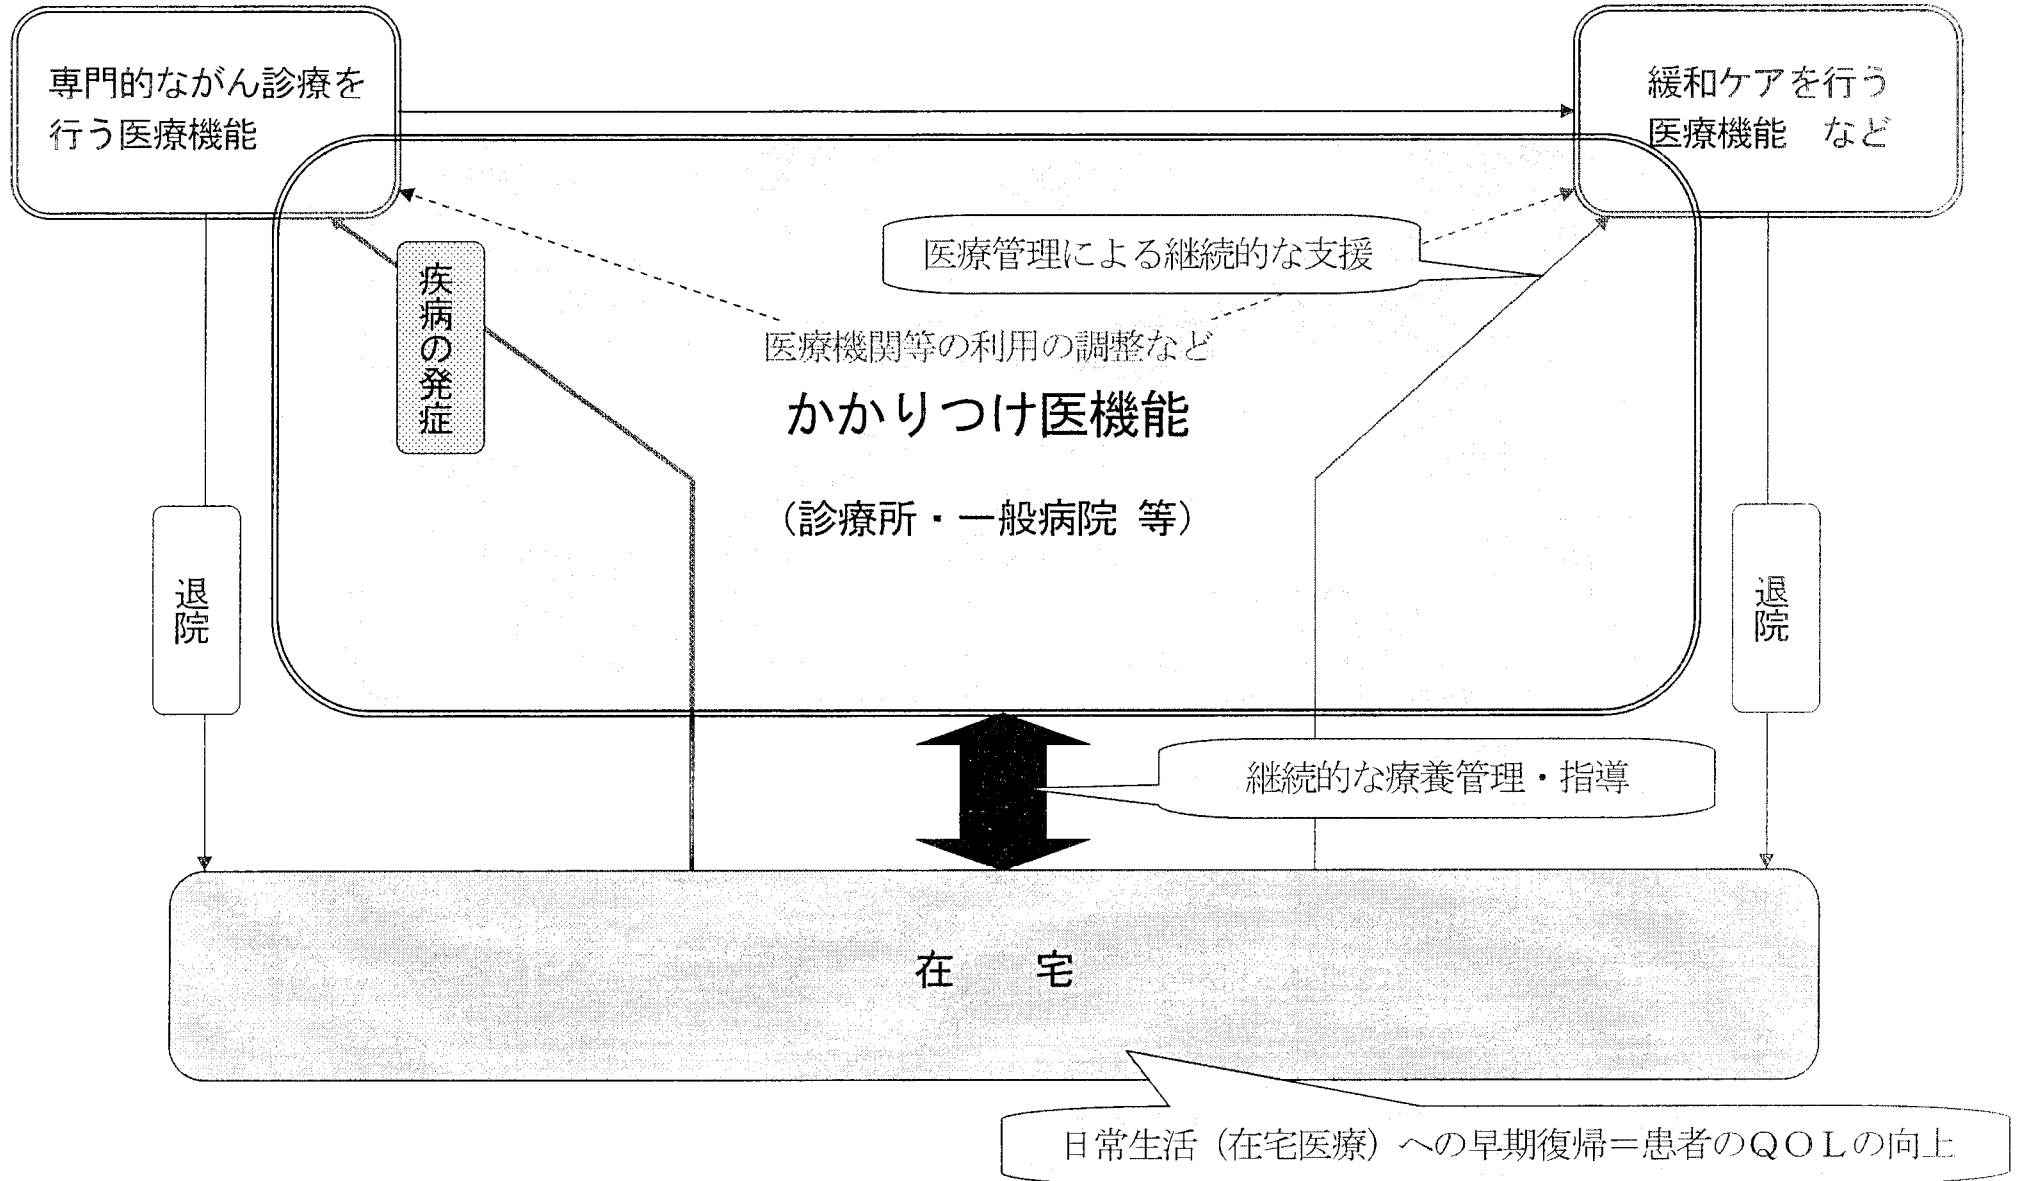 専門的ながん診療を
行う医療機能
緩和ケアを行う
医療機能　など
疾病の発症
医療管理による継続的な支援
医療機関等の利用の調整など
かかりつけ医機能
（診療所・一般病院 等）
退院
退院
継続的な療養管理・指導
在　　宅
日常生活（在宅医療）への早期復帰＝患者のＱＯＬの向上